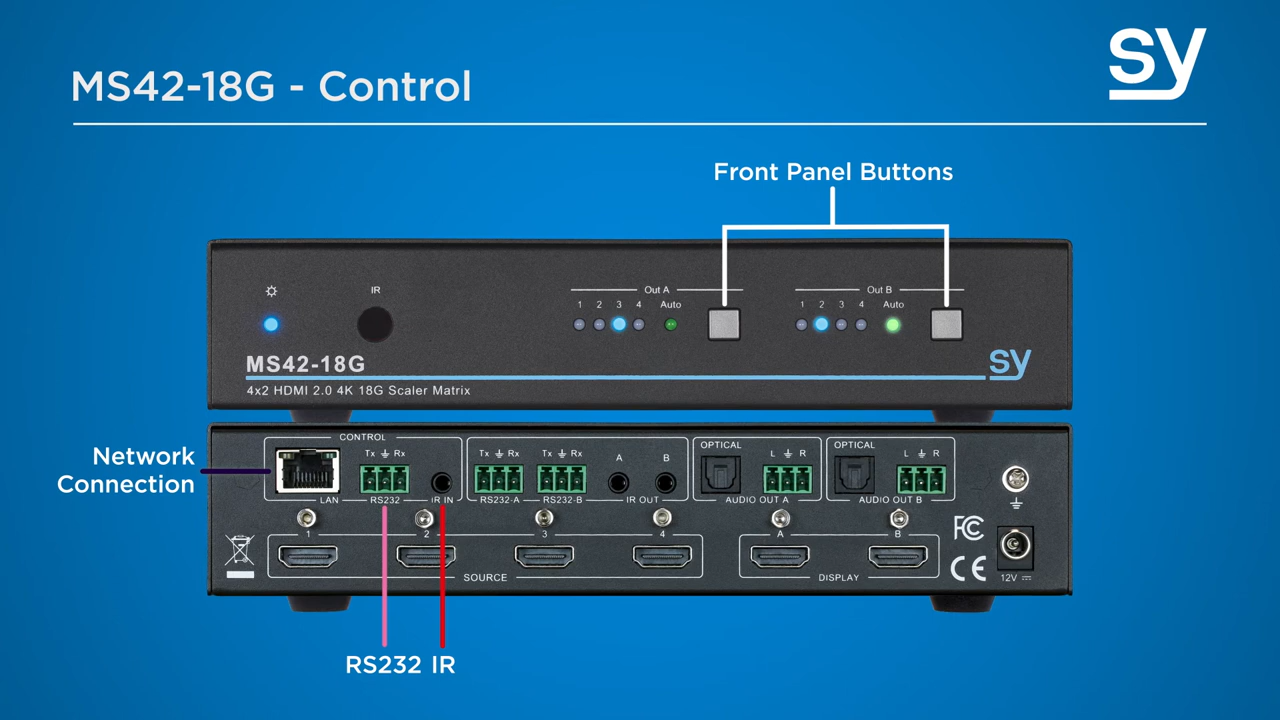 sy
MS42-18G - Control
Front Panel Buttons
IR
Out A
1 2 3 4 Auto
Out B
1 2 3 4 Auto
MS42-18G
sy
4x2 HDMI 2.0 4K 18G Scaler Matrix
Network
Connection
CONTROL
Tx Rx
LAN
RS232
IR IN
Tx Rx
Tx Rx
A B
RS232-A
RS232-B
IR OUT
OPTICAL
L R
AUDIO OUT A
OPTICAL
L R
AUDIO OUT B
1 2 3 4
SOURCE
A B
DISPLAY
FC
CE
12V
RS232 IR